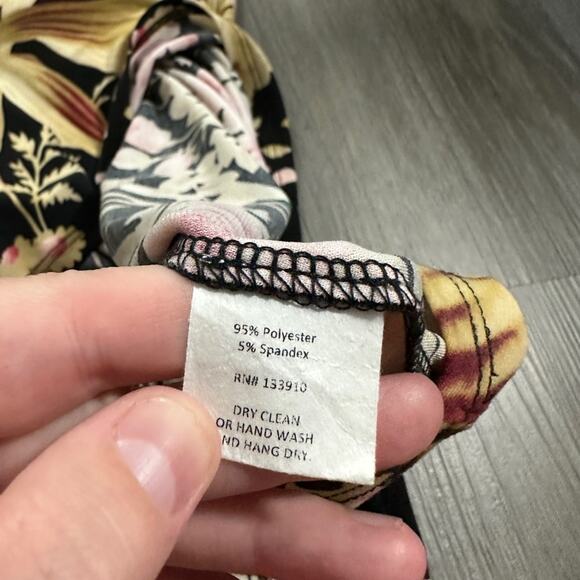 95% Polyester
5% Spandex
RN# 133910
DRY CLEAN
OR HAND WASH
ND HANG DRY.